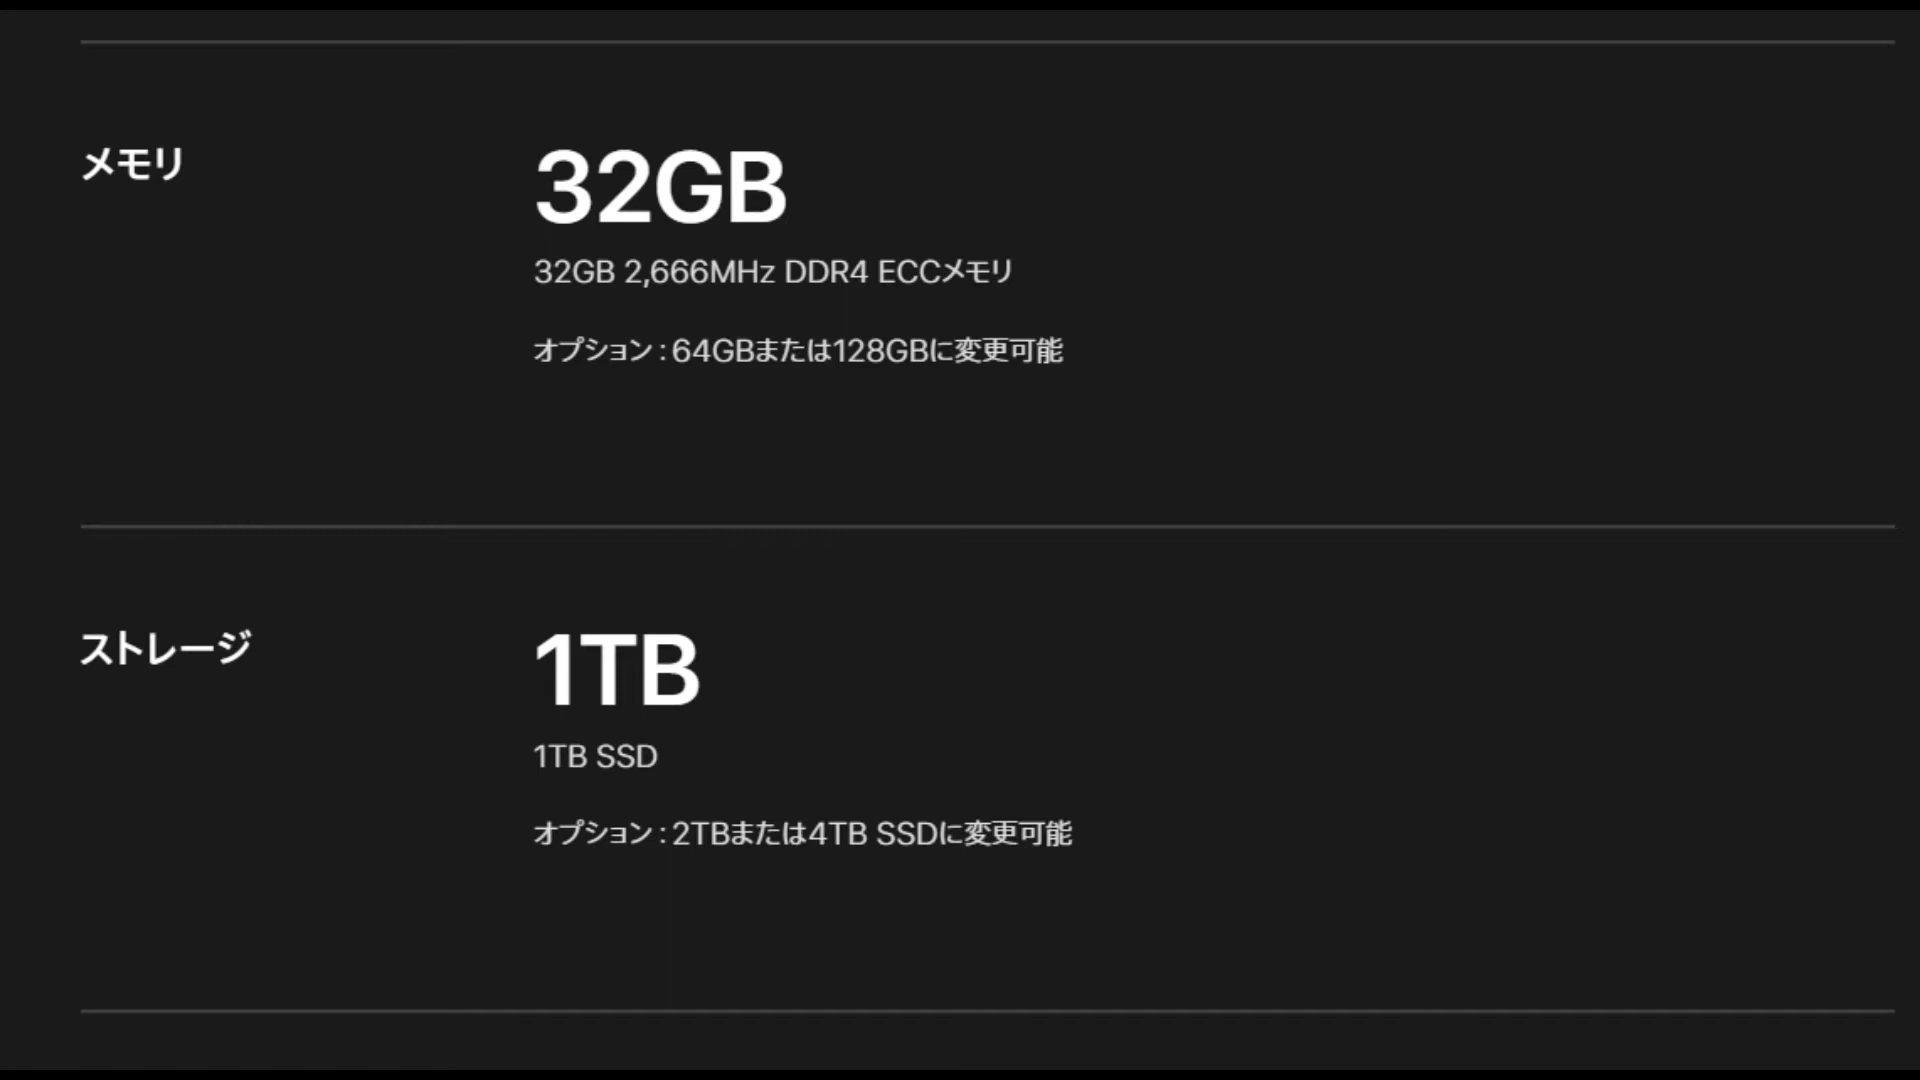 メモリ
32GB
32GB 2,666MHz DDR4 ECCメモリ
オプション : 64GBまたは128GBに変更可能
ストレージ
1TB
1TB SSD
オプション : 2TBまたは4TB SSDに変更可能